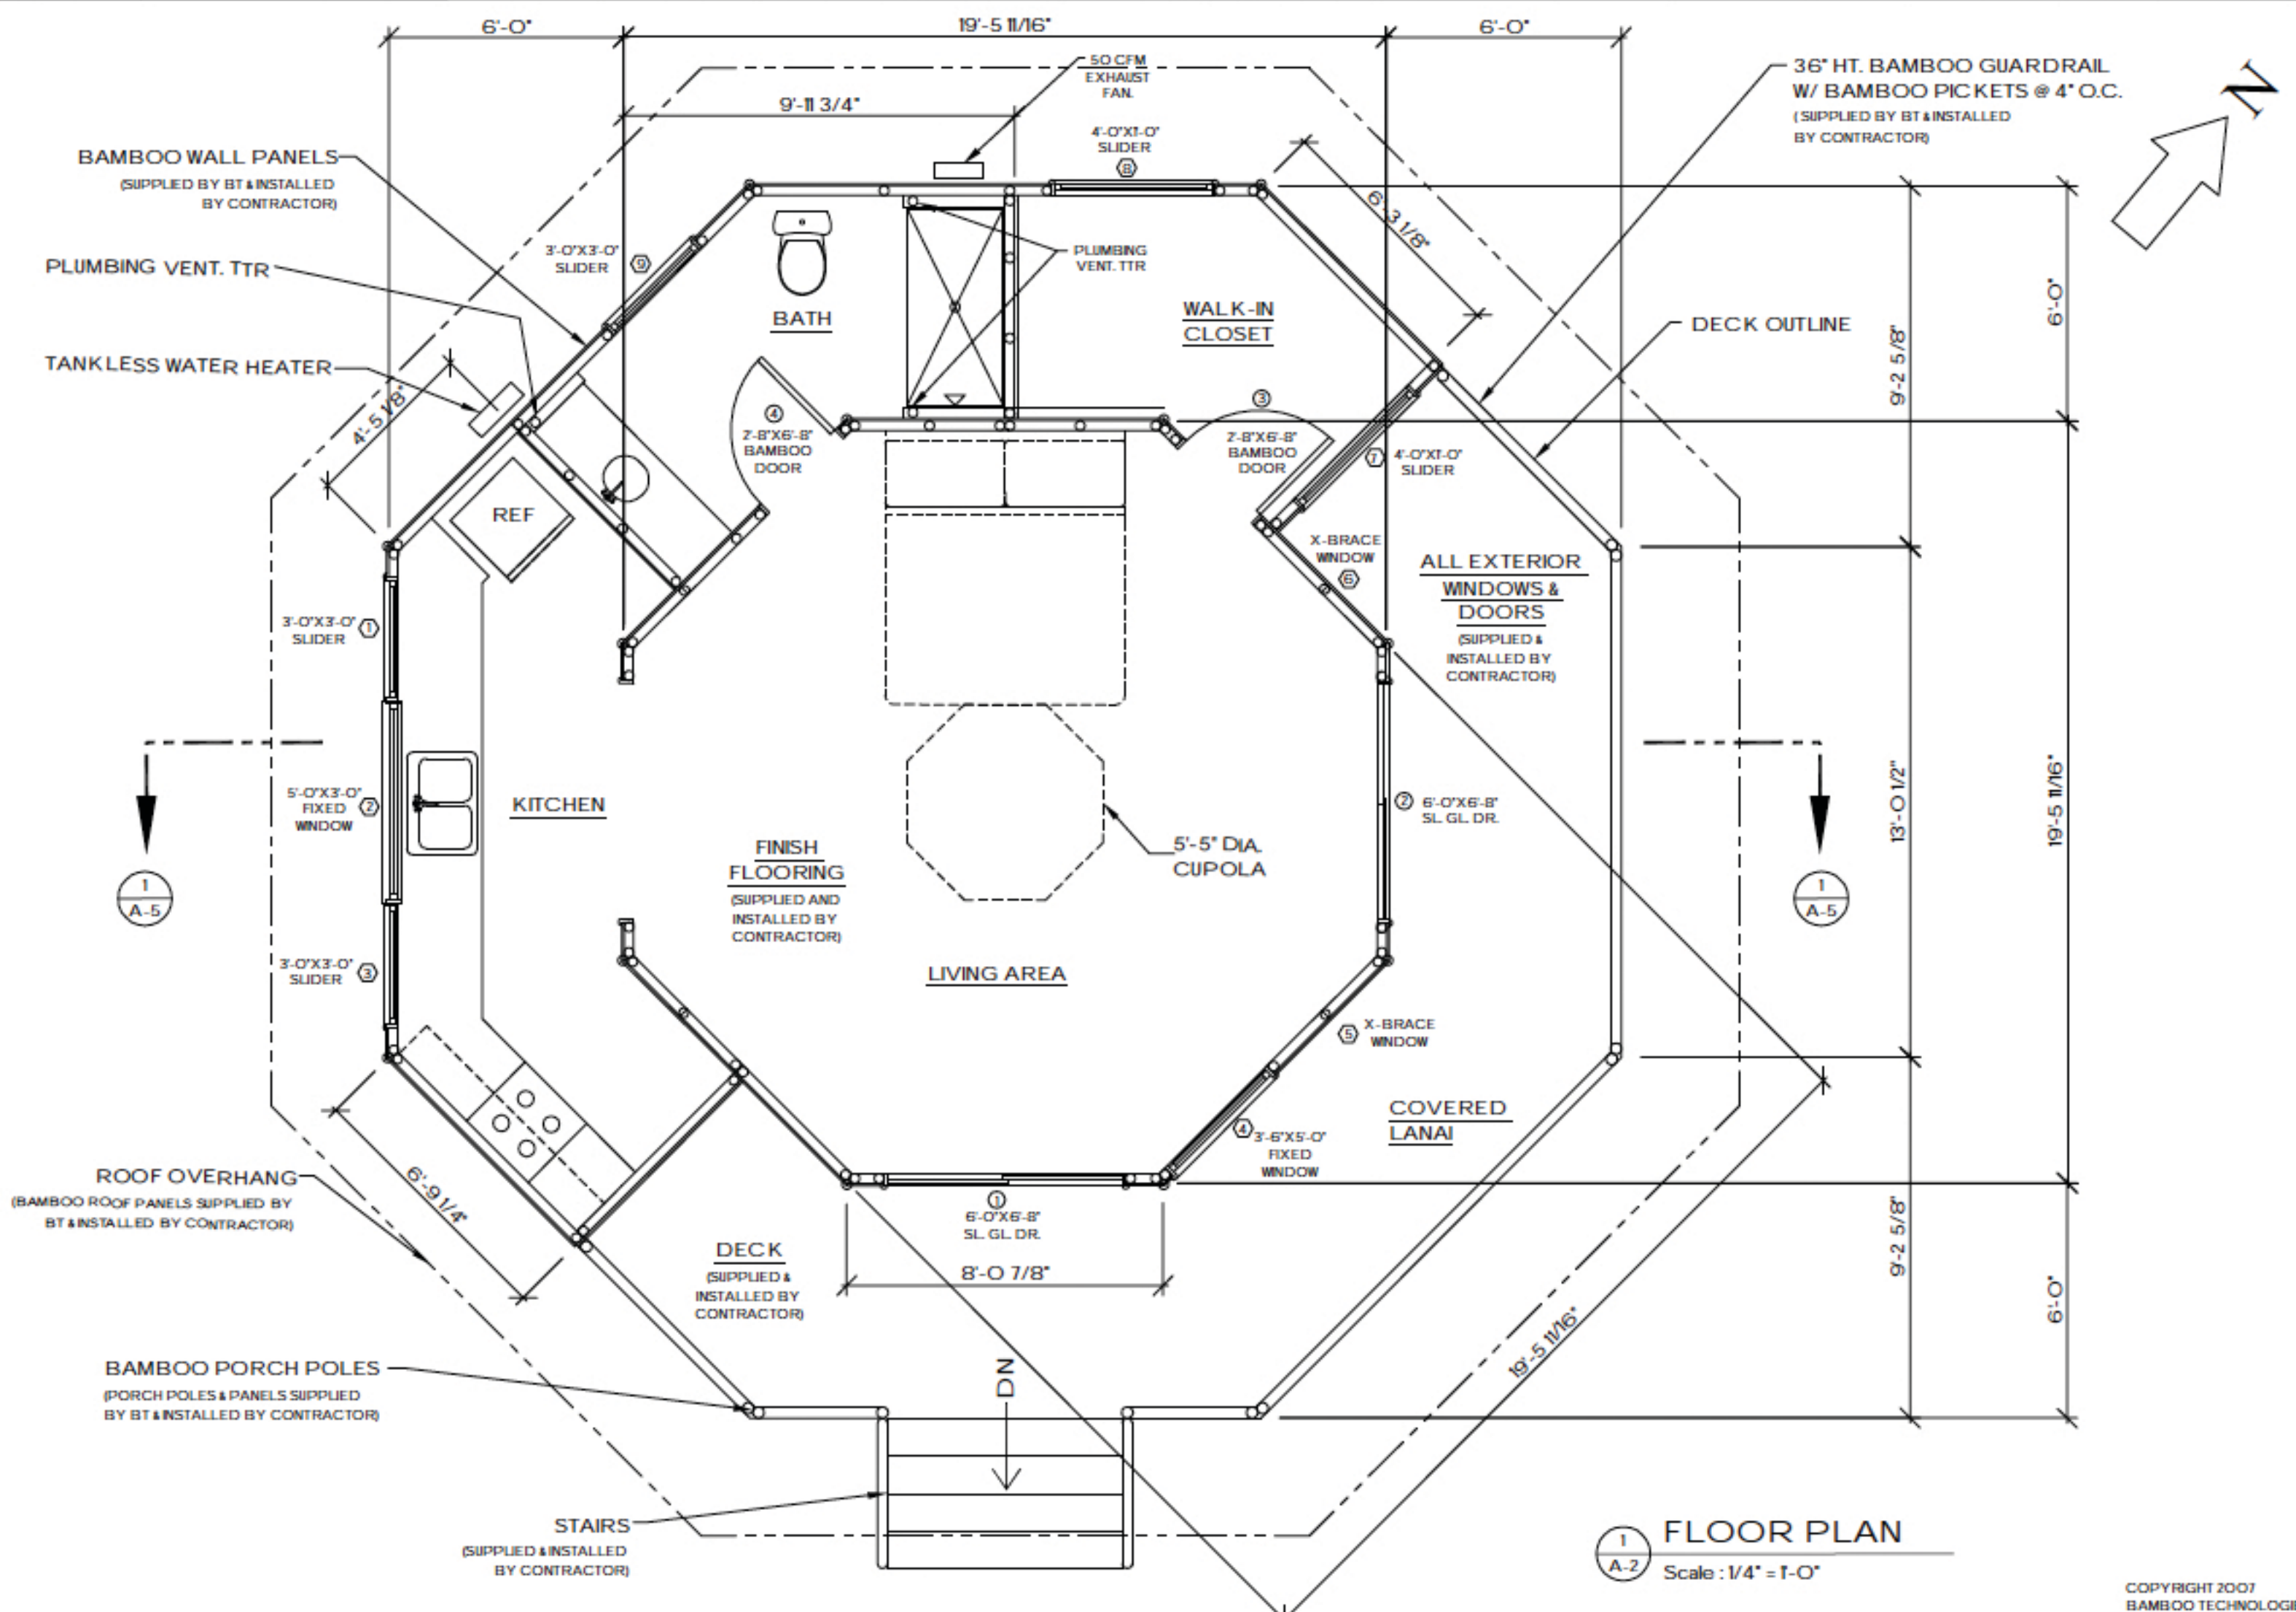 6'-0"
19'-5 11/16"
6'-0"
50 CFM
EXHAUST
FAN.
9'-11 3/4"
4'-0"X1'-0"
SLIDER
8
36" HT. BAMBOO GUARDRAIL
W/ BAMBOO PICKETS @ 4" O.C.
(SUPPLIED BY BT & INSTALLED
BY CONTRACTOR)
N
BAMBOO WALL PANELS
(SUPPLIED BY BT & INSTALLED
BY CONTRACTOR)
PLUMBING VENT. TTR
TANKLESS WATER HEATER
4'-5 1/8"
3'-0"X3'-0"
SLIDER
9
BATH
PLUMBING
VENT. TTR
WALK-IN
CLOSET
6'-3 1/8"
DECK OUTLINE
9'-2 5/8"
6'-0"
4
2'-8"X6'-8"
BAMBOO
DOOR
3
2'-8"X6'-8"
BAMBOO
DOOR
7
4'-0"X1'-0"
SLIDER
REF
X-BRACE
WINDOW
6
ALL EXTERIOR
WINDOWS &
DOORS
(SUPPLIED &
INSTALLED BY
CONTRACTOR)
3'-0"X3'-0"
SLIDER
1
5'-0"X3'-0"
FIXED
WINDOW
2
KITCHEN
2
6'-0"X6'-8"
SL. GL. DR.
13'-0 1/2"
19'-5 11/16"
FINISH
FLOORING
(SUPPLIED AND
INSTALLED BY
CONTRACTOR)
5'-5" DIA.
CUPOLA
1
A-5
1
A-5
3'-0"X3'-0"
SLIDER
3
LIVING AREA
5
X-BRACE
WINDOW
COVERED
LANAI
4
3'-6"X5'-0"
FIXED
WINDOW
ROOF OVERHANG
(BAMBOO ROOF PANELS SUPPLIED BY
BT & INSTALLED BY CONTRACTOR)
6'-9 1/4"
1
6'-0"X6'-8"
SL. GL. DR.
8'-0 7/8"
DECK
(SUPPLIED &
INSTALLED BY
CONTRACTOR)
9'-2 5/8"
6'-0"
19'-5 11/16"
BAMBOO PORCH POLES
(PORCH POLES & PANELS SUPPLIED
BY BT & INSTALLED BY CONTRACTOR)
DN
STAIRS
(SUPPLIED & INSTALLED
BY CONTRACTOR)
1
A-2
FLOOR PLAN
Scale : 1/4" = 1'-0"
COPYRIGHT 2007
BAMBOO TECHNOLOGI